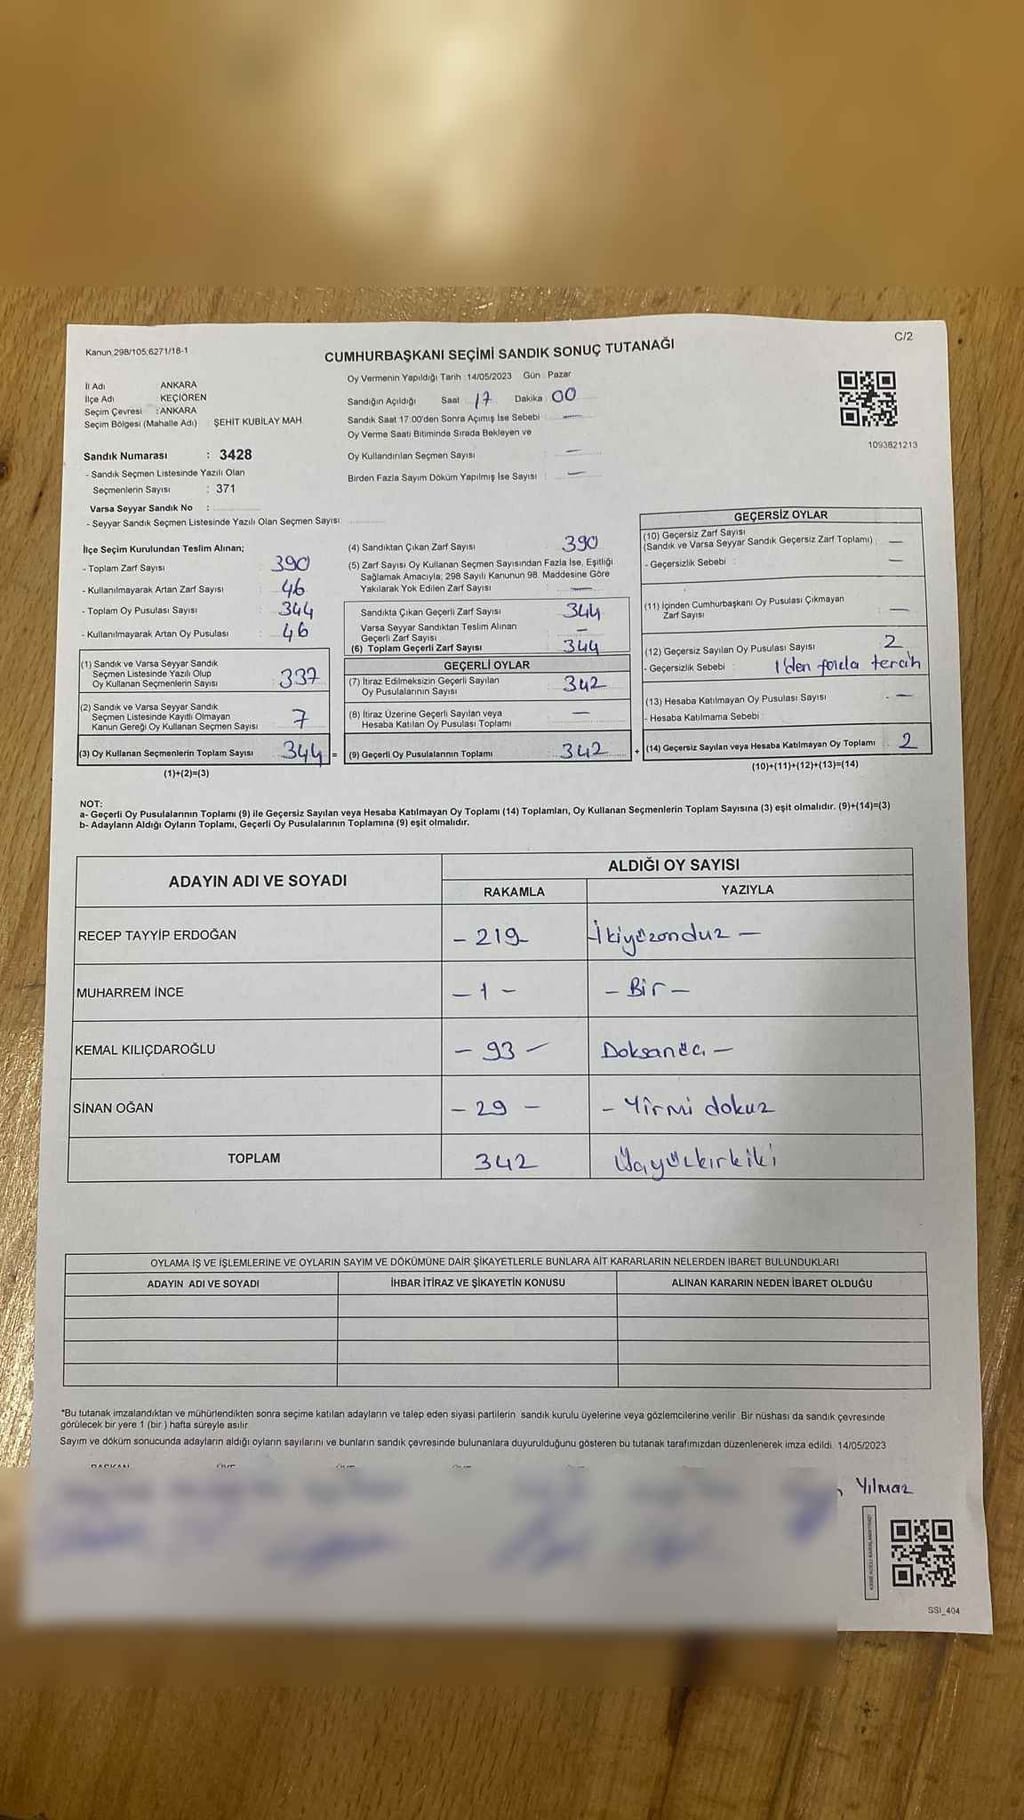 Kanun 298/105,6271/18-1
C/2
CUMHURBAŞKANI SEÇİMİ SANDIK SONUÇ TUTANAĞI
İl Adı : ANKARA
İlçe Adı : KEÇİÖREN
Seçim Çevresi : ANKARA
Seçim Bölgesi (Mahalle Adı) ŞEHİT KUBİLAY MAH
Sandık Numarası : 3428
- Sandık Seçmen Listesinde Yazılı Olan
Seçmenlerin Sayısı : 371
Varsa Seyyar Sandık No :
- Seyyar Sandık Seçmen Listesinde Yazılı Olan Seçmen Sayısı
Oy Vermenin Yapıldığı Tarih : 14/05/2023 Gün : Pazar
Sandığın Açıldığı Saat 17 Dakika 00
Sandık Saat 17:00'den Sonra Açımış İse Sebebi —
Oy Verme Saati Bitiminde Sırada Bekleyen ve
Oy Kullandırılan Seçmen Sayısı —
Birden Fazla Sayım Döküm Yapılmış İse Sayısı : —
1093621213
İlçe Seçim Kurulundan Teslim Alınan;
- Toplam Zarf Sayısı : 390
- Kullanılmayarak Artan Zarf Sayısı : 46
- Toplam Oy Pusulası Sayısı : 344
- Kullanılmayarak Artan Oy Pusulası : 46
(1) Sandık ve Varsa Seyyar Sandık
Seçmen Listesinde Yazılı Olup
Oy Kullanan Seçmenlerin Sayısı : 337
(2) Sandık ve Varsa Seyyar Sandık
Seçmen Listesinde Kayıtlı Olmayan
Kanun Gereği Oy Kullanan Seçmen Sayısı : 7
(3) Oy Kullanan Seçmenlerin Toplam Sayısı : 344 =
(1)+(2)=(3)
(4) Sandıktan Çıkan Zarf Sayısı 390
(5) Zarf Sayısı Oy Kullanan Seçmen Sayısından Fazla İse, Eşitliği
Sağlamak Amacıyla; 298 Sayılı Kanunun 98. Maddesine Göre
Yakılarak Yok Edilen Zarf Sayısı : —
Sandıkta Çıkan Geçerli Zarf Sayısı 344
Varsa Seyyar Sandıktan Teslim Alınan
Geçerli Zarf Sayısı —
(6) Toplam Geçerli Zarf Sayısı 344
GEÇERLİ OYLAR
(7) İtiraz Edilmeksizin Geçerli Sayılan
Oy Pusulalarının Sayısı : 342
(8) İtiraz Üzerine Geçerli Sayılan veya
Hesaba Katılan Oy Pusulası Toplamı : —
(9) Geçerli Oy Pusulalarının Toplamı : 342 +
GEÇERSİZ OYLAR
(10) Geçersiz Zarf Sayısı
(Sandık ve Varsa Seyyar Sandık Geçersiz Zarf Toplamı) : —
- Geçersizlik Sebebi : —
(11) İçinden Cumhurbaşkanı Oy Pusulası Çıkmayan
Zarf Sayısı : —
(12) Geçersiz Sayılan Oy Pusulası Sayısı : 2
- Geçersizlik Sebebi : 1'den fazla tercih
(13) Hesaba Katılmayan Oy Pusulası Sayısı : —
- Hesaba Katılmama Sebebi :
(14) Geçersiz Sayılan veya Hesaba Katılmayan Oy Toplamı : 2
(10)+(11)+(12)+(13)=(14)
NOT:
a- Geçerli Oy Pusulalarının Toplamı (9) ile Geçersiz Sayılan veya Hesaba Katılmayan Oy Toplamı (14) Toplamları, Oy Kullanan Seçmenlerin Toplam Sayısına (3) eşit olmalıdır. (9)+(14)=(3)
b- Adayların Aldığı Oyların Toplamı, Geçerli Oy Pusulalarının Toplamına (9) eşit olmalıdır.
ADAYIN ADI VE SOYADI
ALDIĞI OY SAYISI
RAKAMLA YAZIYLA
RECEP TAYYİP ERDOĞAN - 219 - İkiyüzonduz -
MUHARREM İNCE - 1 - - Bir -
KEMAL KILIÇDAROĞLU - 93 - Doksanüç -
SİNAN OĞAN - 29 - - Yirmi dokuz
TOPLAM 342 Üçyüzkırkiki
OYLAMA İŞ VE İŞLEMLERİNE VE OYLARIN SAYIM VE DÖKÜMÜNE DAİR ŞİKAYETLERLE BUNLARA AİT KARARLARIN NELERDEN İBARET BULUNDUKLARI
ADAYIN ADI VE SOYADI İHBAR İTİRAZ VE ŞİKAYETİN KONUSU ALINAN KARARIN NEDEN İBARET OLDUĞU
*Bu tutanak imzalandıktan ve mühürlendikten sonra seçime katılan adayların ve talep eden siyasi partilerin sandık kurulu üyelerine veya gözlemcilerine verilir. Bir nüshası da sandık çevresinde
görülecek bir yere 1 (bir ) hafta süreyle asılır.
Sayım ve döküm sonucunda adayların aldığı oyların sayılarını ve bunların sandık çevresinde bulunanlara duyurulduğunu gösteren bu tutanak tarafımızdan düzenlenerek imza edildi. 14/05/2023
BAŞKAN ÜYE ÜYE
Yılmaz
SSI_404